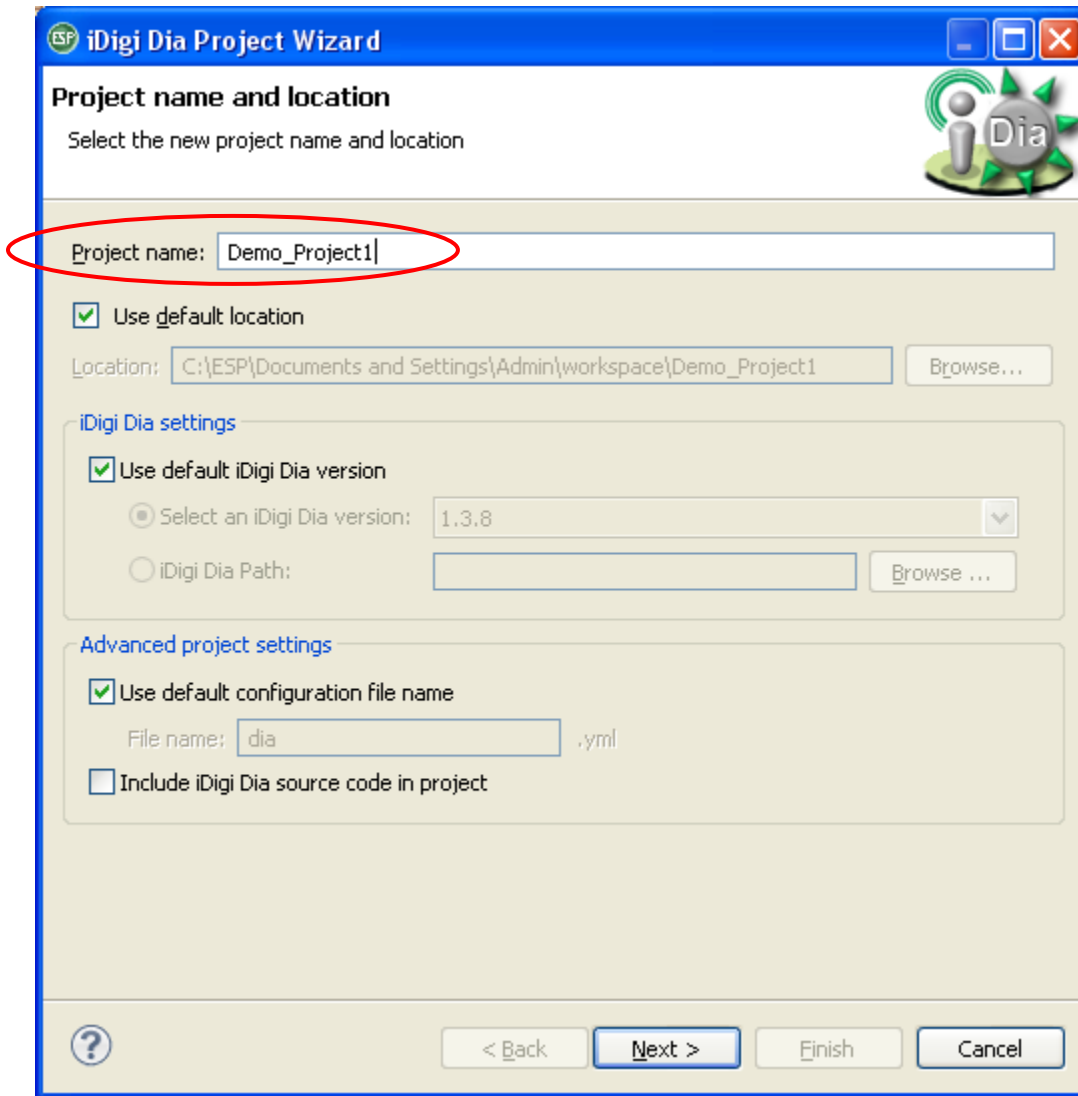 ESP iDigi Dia Project Wizard
Project name and location
Select the new project name and location
Dia
Project name: Demo_Project1
Use default location
Location: C:\ESP\Documents and Settings\Admin\workspace\Demo_Project1 Browse...
iDigi Dia settings
Use default iDigi Dia version
Select an iDigi Dia version: 1.3.8
iDigi Dia Path: Browse ...
Advanced project settings
Use default configuration file name
File name: dia .yml
Include iDigi Dia source code in project
? < Back Next > Finish Cancel